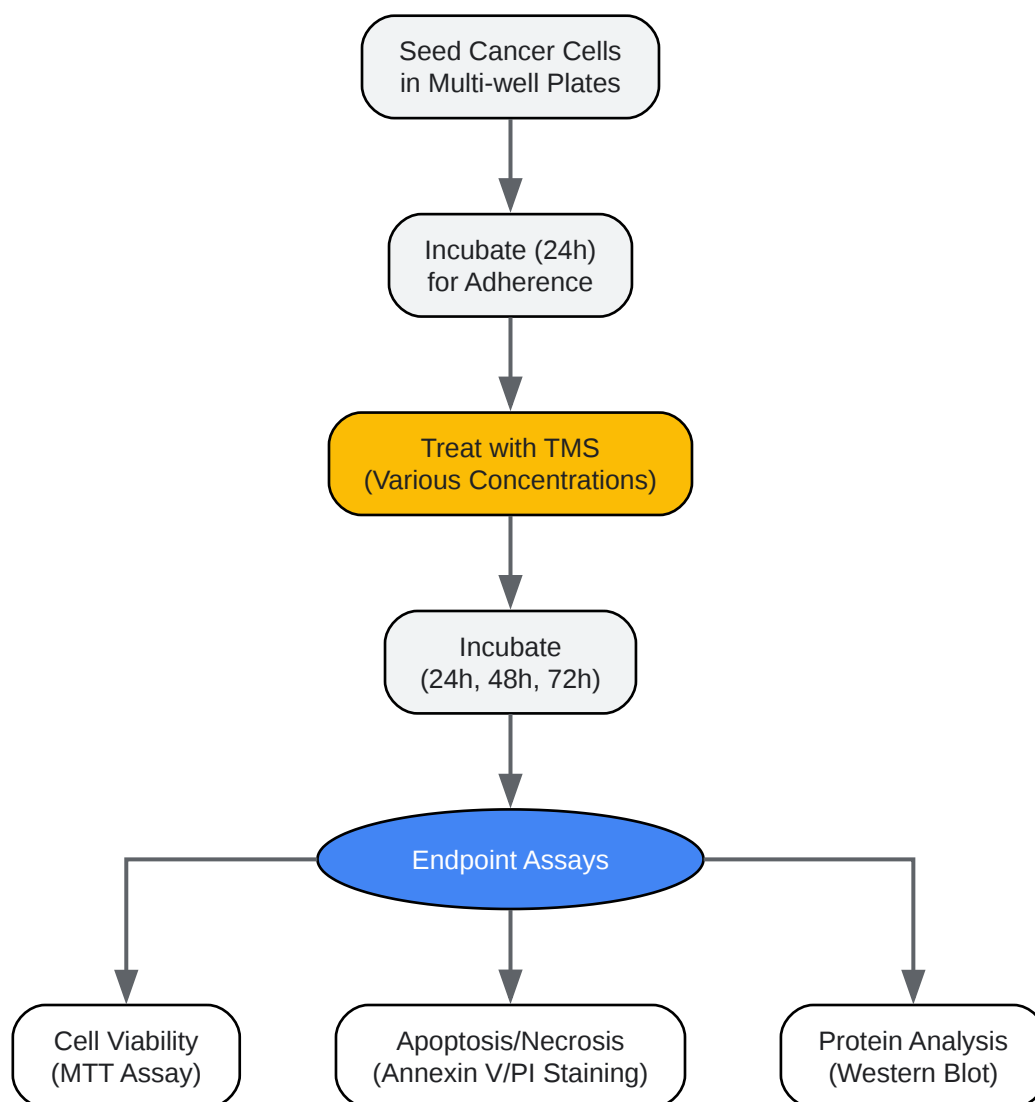 Seed Cancer Cells
in Multi-well Plates
Incubate (24h)
for Adherence
Treat with TMS
(Various Concentrations)
Incubate
(24h, 48h, 72h)
Endpoint Assays
Cell Viability
(MTT Assay)
Apoptosis/Necrosis
(Annexin V/PI Staining)
Protein Analysis
(Western Blot)